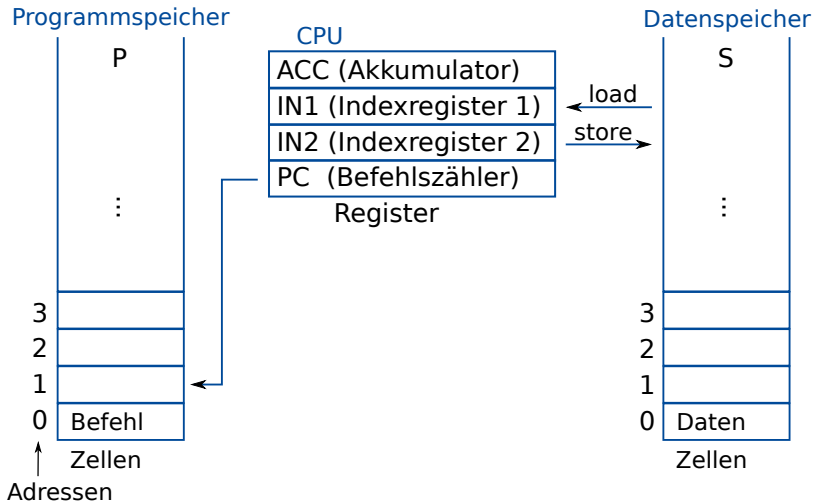 Programmspeicher
P
⋮
3
2
1
0 Befehl
Zellen
Adressen
CPU
ACC (Akkumulator)
IN1 (Indexregister 1)
IN2 (Indexregister 2)
PC (Befehlszähler)
Register
load
store
Datenspeicher
S
⋮
3
2
1
0 Daten
Zellen